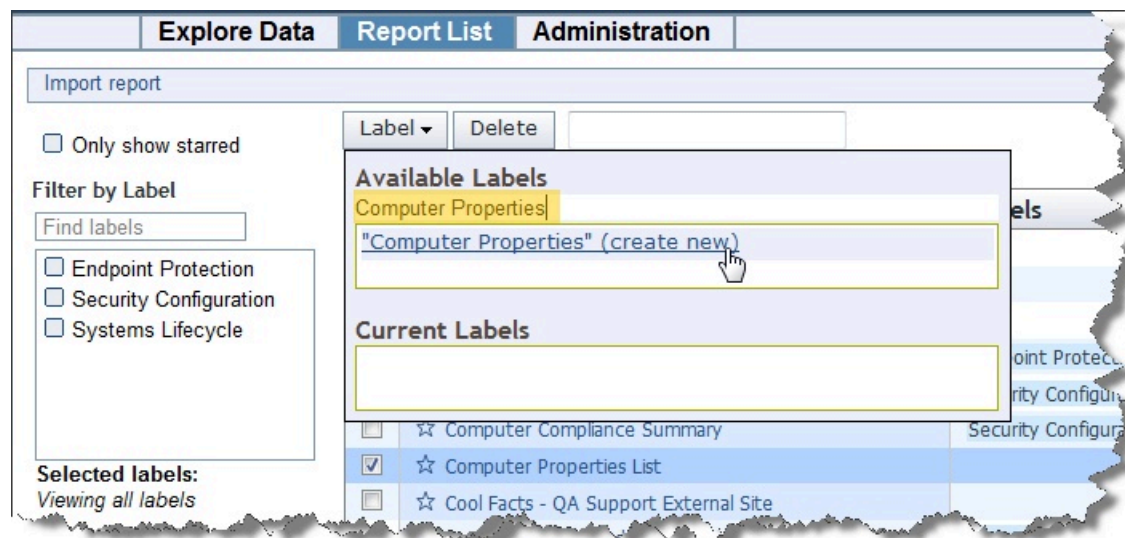 Explore Data Report List Administration
Import report
Only show starred
Filter by Label
Find labels
Endpoint Protection
Security Configuration
Systems Lifecycle
Selected labels:
Viewing all labels
Label Delete
Available Labels
Computer Properties
"Computer Properties" (create new)
Current Labels
Computer Compliance Summary
Security
Computer Properties List
Cool Facts - QA Support External Site